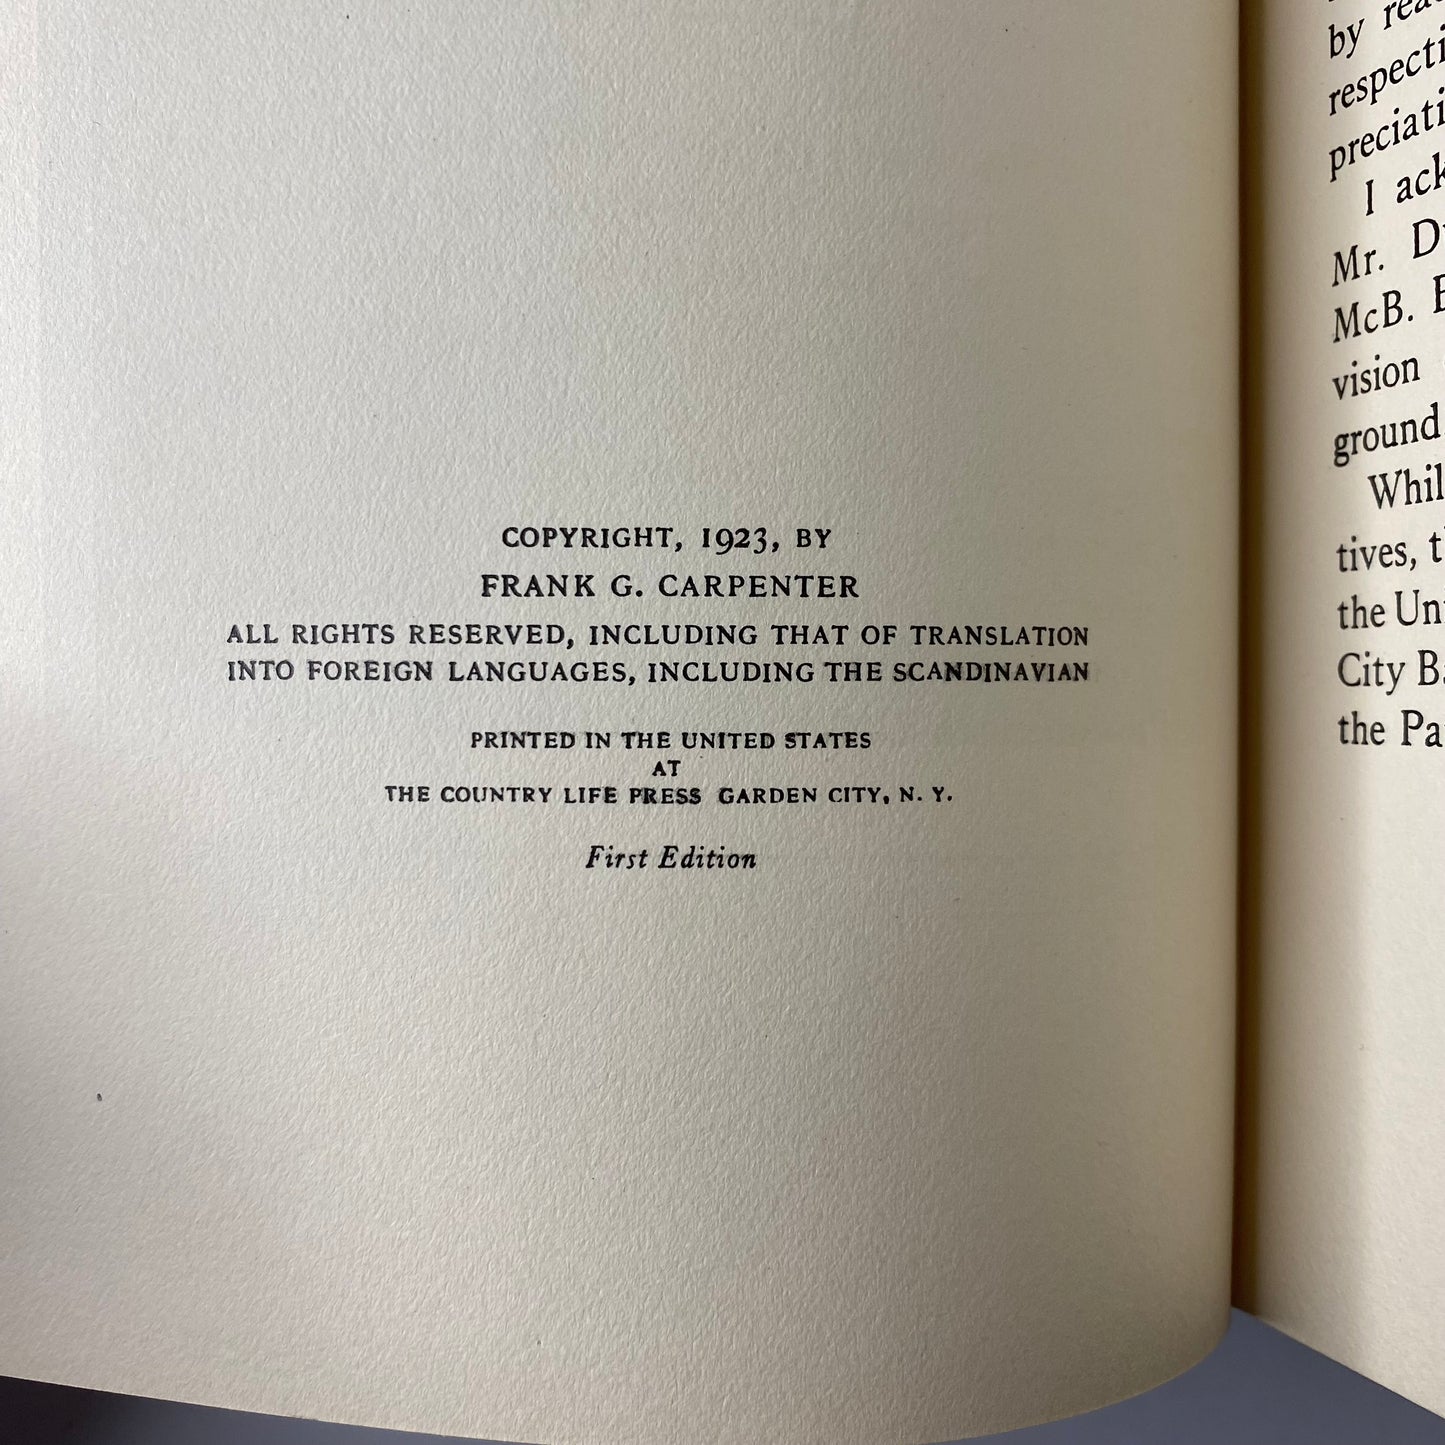 COPYRIGHT, 1923, BY
FRANK G. CARPENTER
ALL RIGHTS RESERVED, INCLUDING THAT OF TRANSLATION
INTO FOREIGN LANGUAGES, INCLUDING THE SCANDINAVIAN
PRINTED IN THE UNITED STATES
AT
THE COUNTRY LIFE PRESS GARDEN CITY, N. Y.
First Edition
by
I
Mr.
McB.
vision
ground
tives,
the
City
the